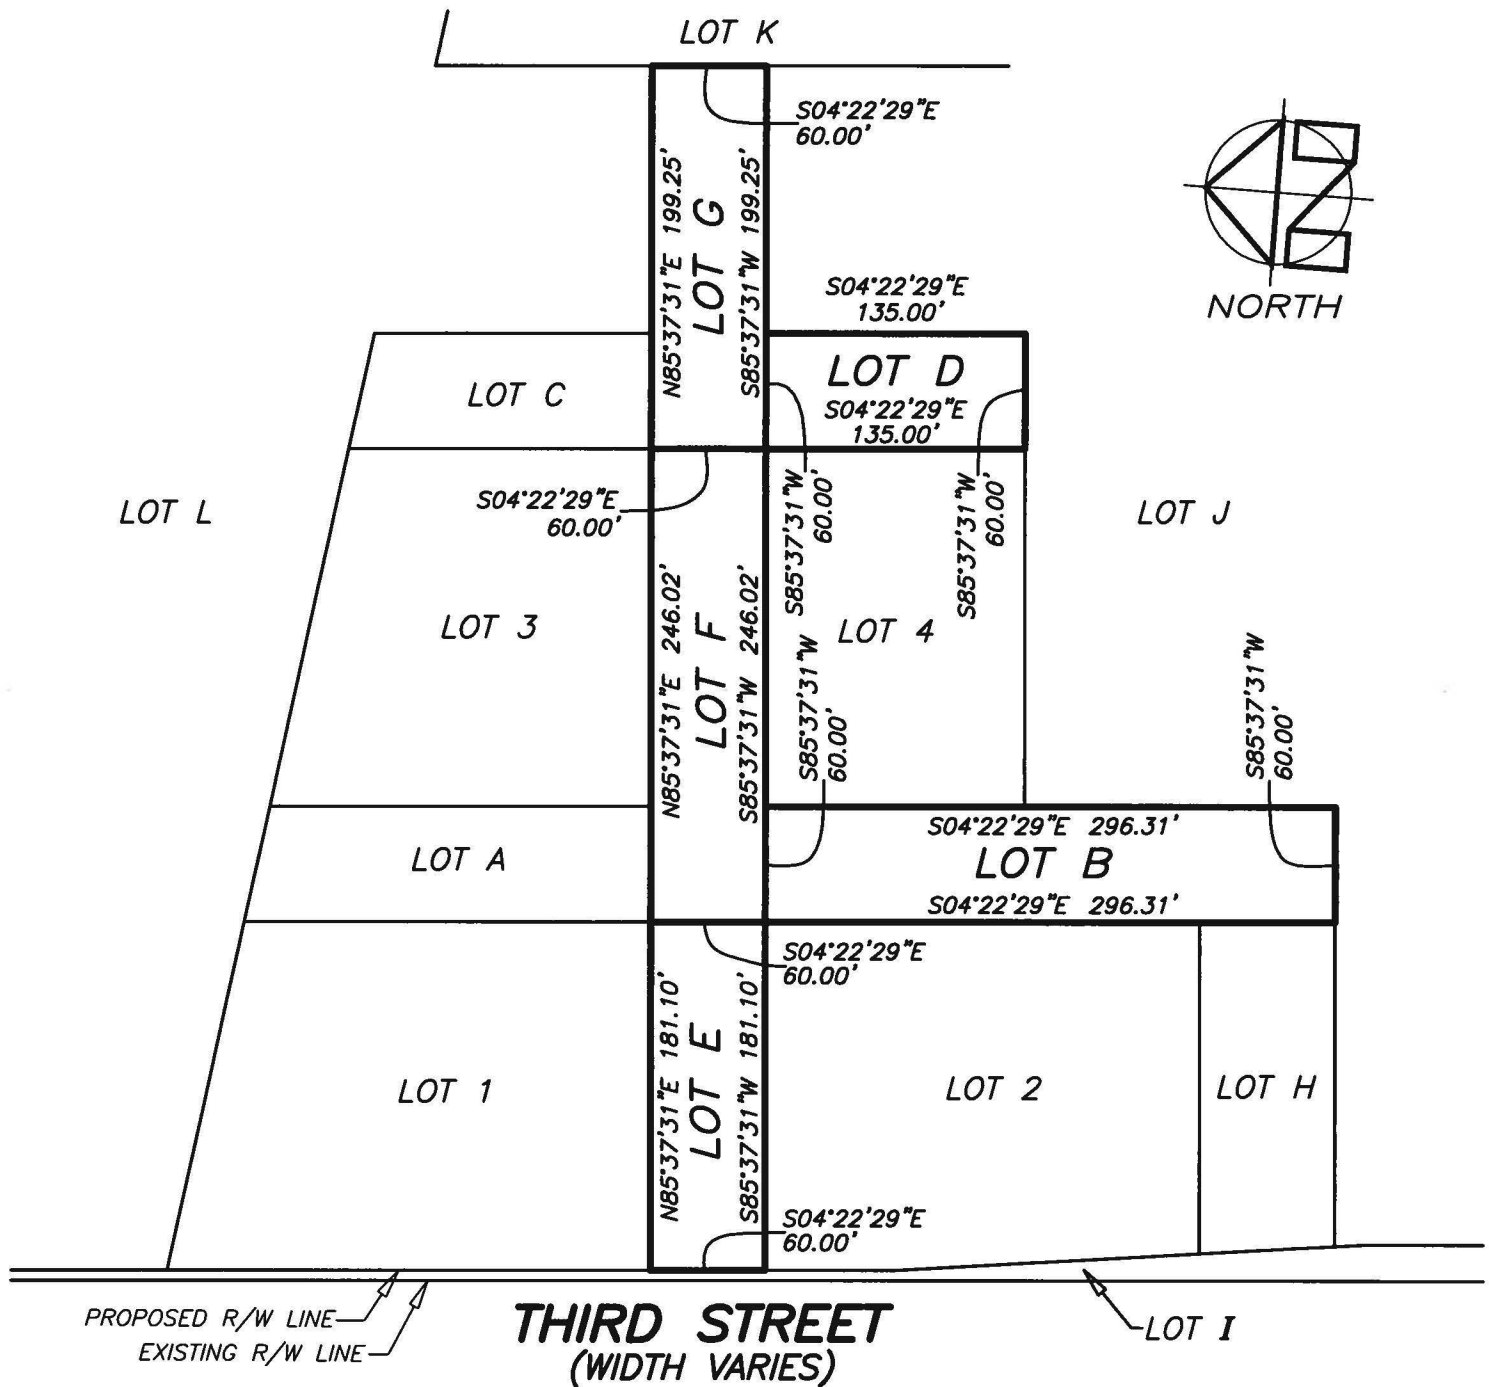 LOT K
S04°22'29"E
60.00'
N85°37'31"E 199.25'
LOT G
S85°37'31"W 199.25'
NORTH
S04°22'29"E
135.00'
LOT D
S04°22'29"E
135.00'
LOT C
S04°22'29"E
60.00'
S85°37'31"W
60.00'
S85°37'31"W
60.00'
LOT L
LOT J
LOT 3
N85°37'31"E 246.02'
LOT F
S85°37'31"W 246.02'
LOT 4
S85°37'31"W
60.00'
S85°37'31"W
60.00'
LOT A
S04°22'29"E 296.31'
LOT B
S04°22'29"E 296.31'
S04°22'29"E
60.00'
LOT 1
N85°37'31"E 181.10'
LOT E
S85°37'31"W 181.10'
LOT 2
LOT H
S04°22'29"E
60.00'
PROPOSED R/W LINE
EXISTING R/W LINE
THIRD STREET
(WIDTH VARIES)
LOT I